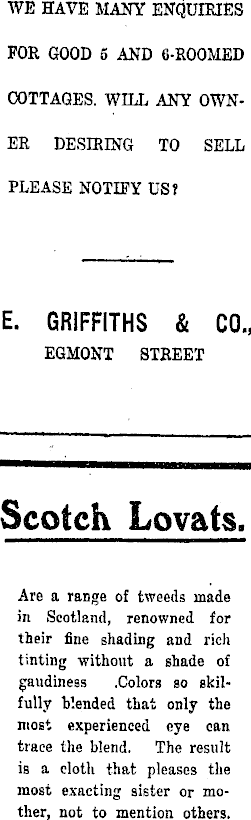 WE HAVE MANY ENQUIRIES
FOR GOOD 5 AND 6-ROOMED
COTTAGES. WILL ANY OWN-
ER DESIRING TO SELL
PLEASE NOTIFY US?
E. GRIFFITHS & CO.,
EGMONT STREET
Scotch Lovats.
Are a range of tweeds made
in Scotland, renowned for
their fine shading and rich
tinting without a shade of
gaudiness .Colors so skil-
fully blended that only the
most experienced eye can
trace the blend. The result
is a cloth that pleases the
most exacting sister or mo-
ther, not to mention others.